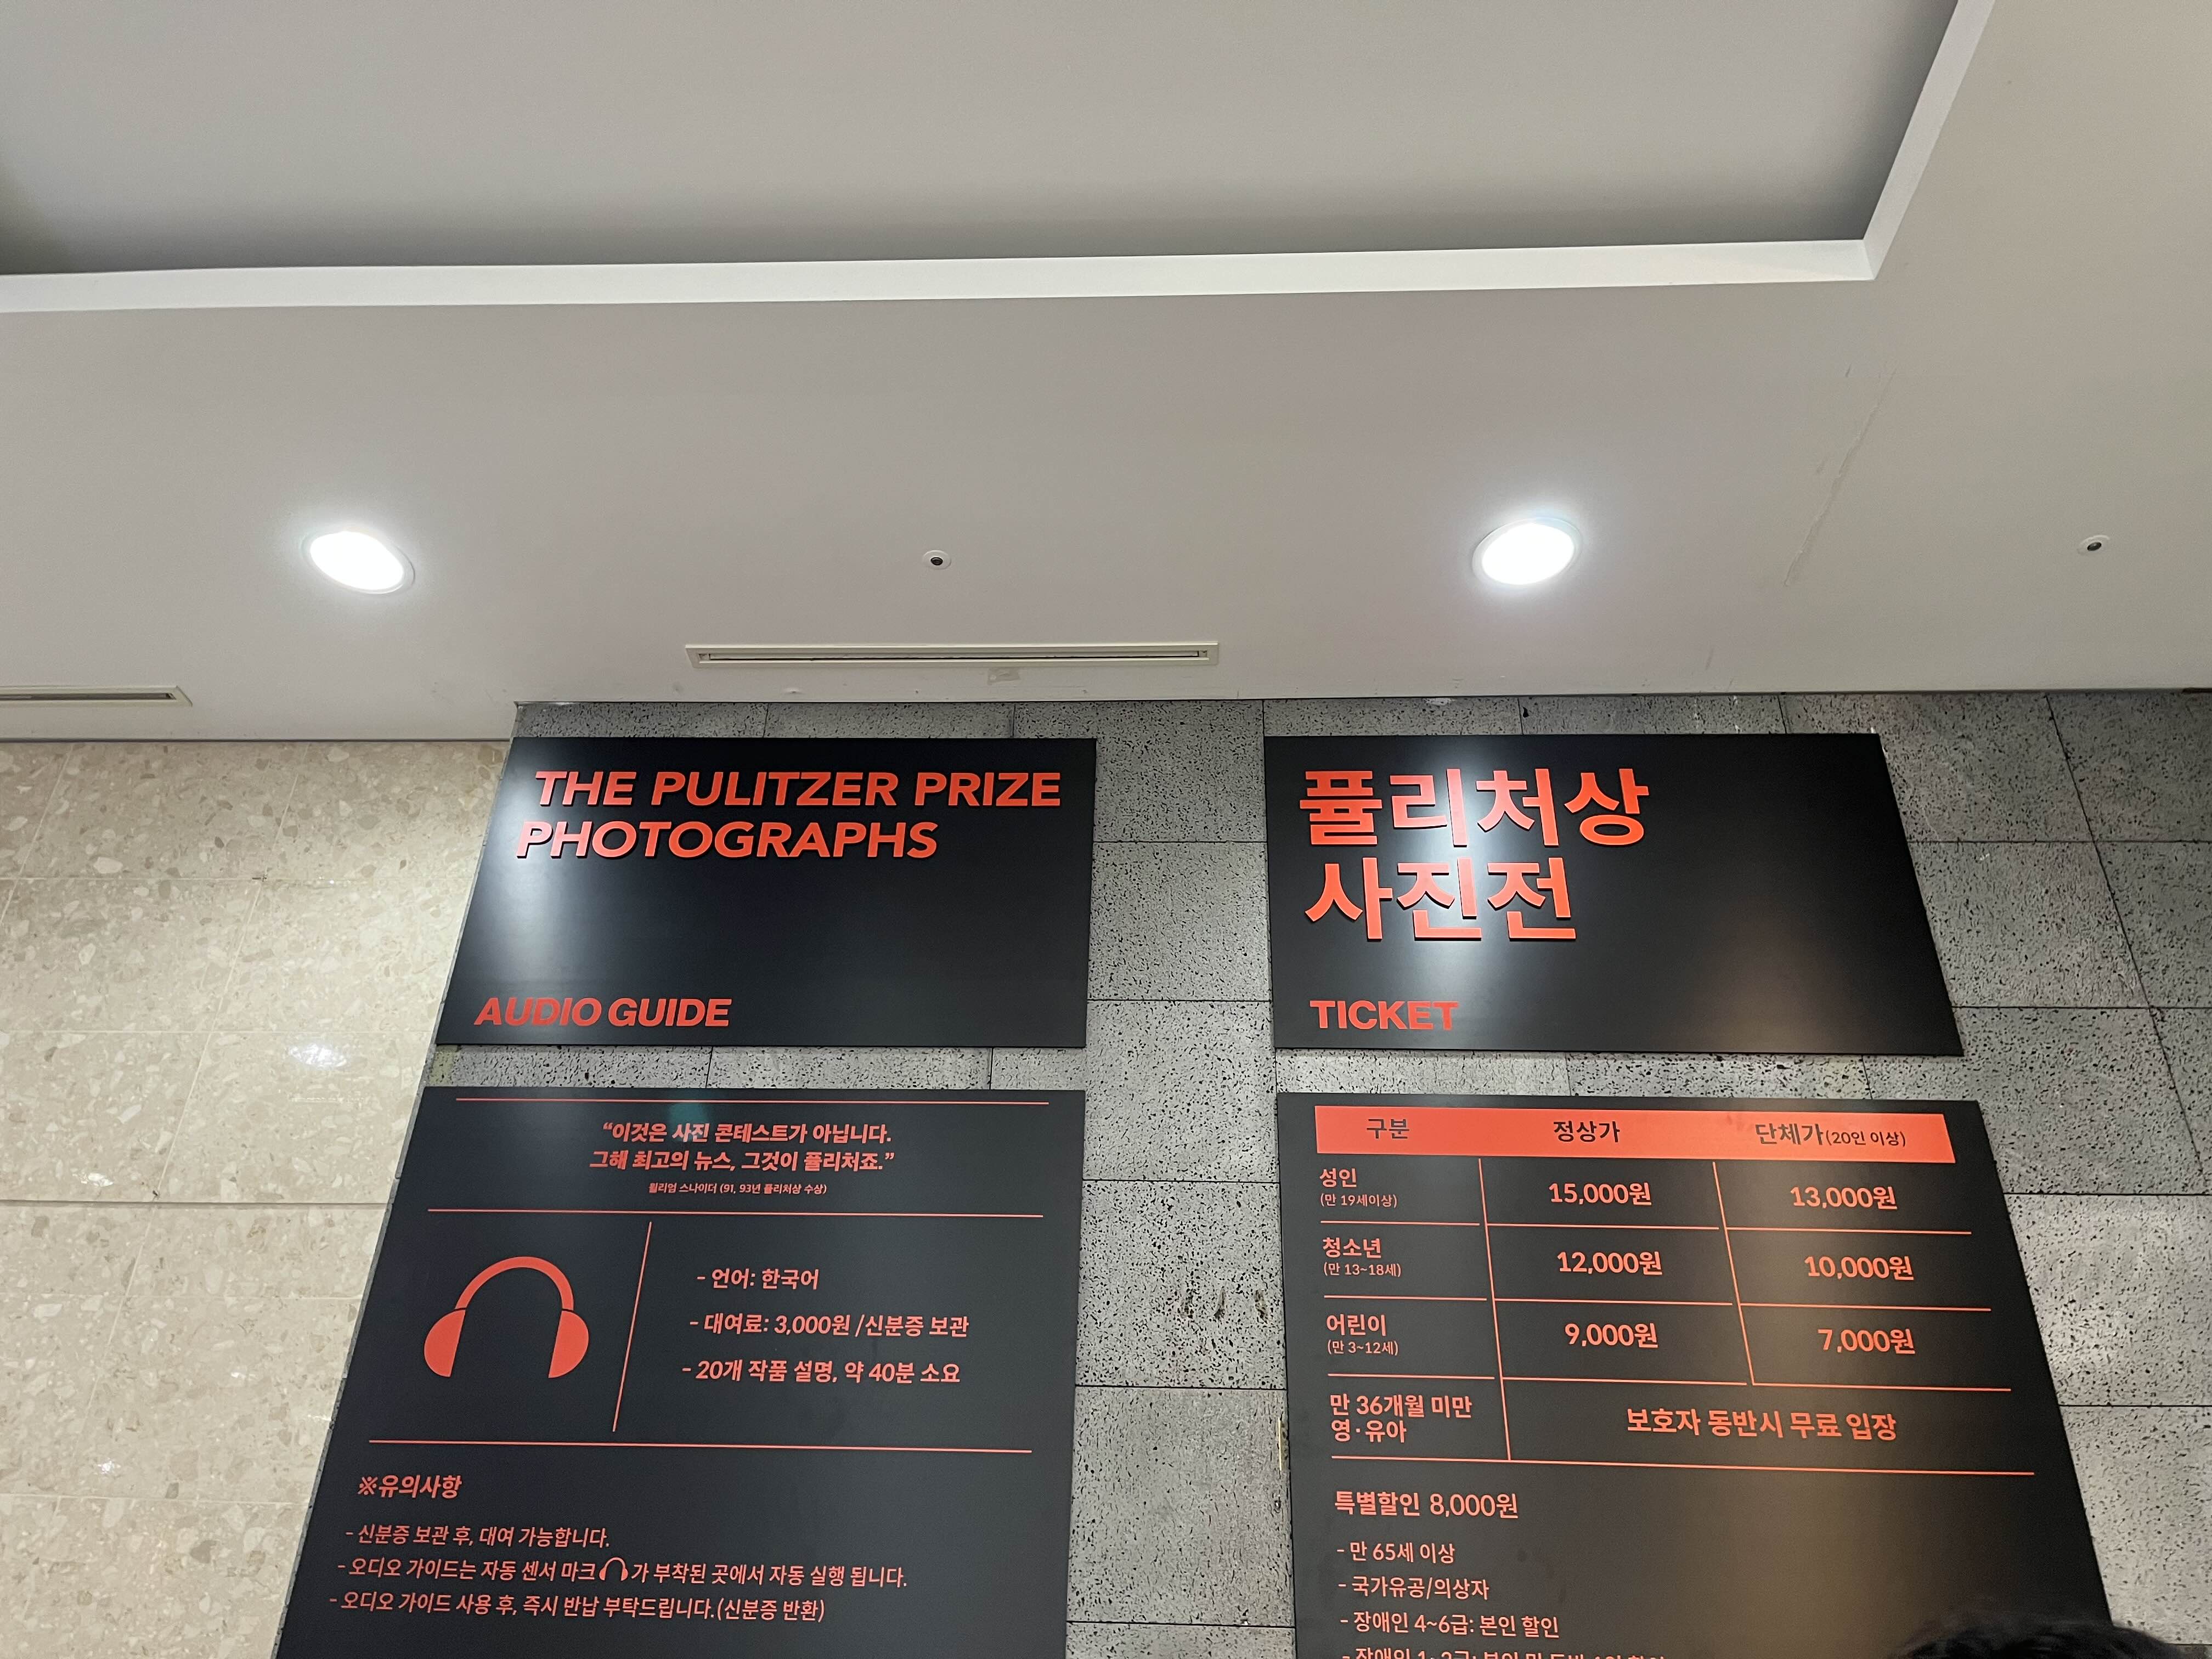 THE PULITZER PRIZE
PHOTOGRAPHS
AUDIO GUIDE
“이것은 사진 콘테스트가 아닙니다.
그해 최고의 뉴스, 그것이 퓰리처죠.”
윌리엄 스나이더 (91, 93년 퓰리처상 수상)
- 언어: 한국어
- 대여료: 3,000원 /신분증 보관
- 20개 작품 설명, 약 40분 소요
※유의사항
- 신분증 보관 후, 대여 가능합니다.
- 오디오 가이드는 자동 센서 마크 가 부착된 곳에서 자동 실행 됩니다.
- 오디오 가이드 사용 후, 즉시 반납 부탁드립니다.(신분증 반환)
퓰리처상
사진전
TICKET
구분 정상가 단체가(20인 이상)
성인
(만 19세이상)
15,000원 13,000원
청소년
(만 13~18세)
12,000원 10,000원
어린이
(만 3~12세)
9,000원 7,000원
만 36개월 미만
영·유아
보호자 동반시 무료 입장
특별할인 8,000원
- 만 65세 이상
- 국가유공/의상자
- 장애인 4~6급: 본인 할인